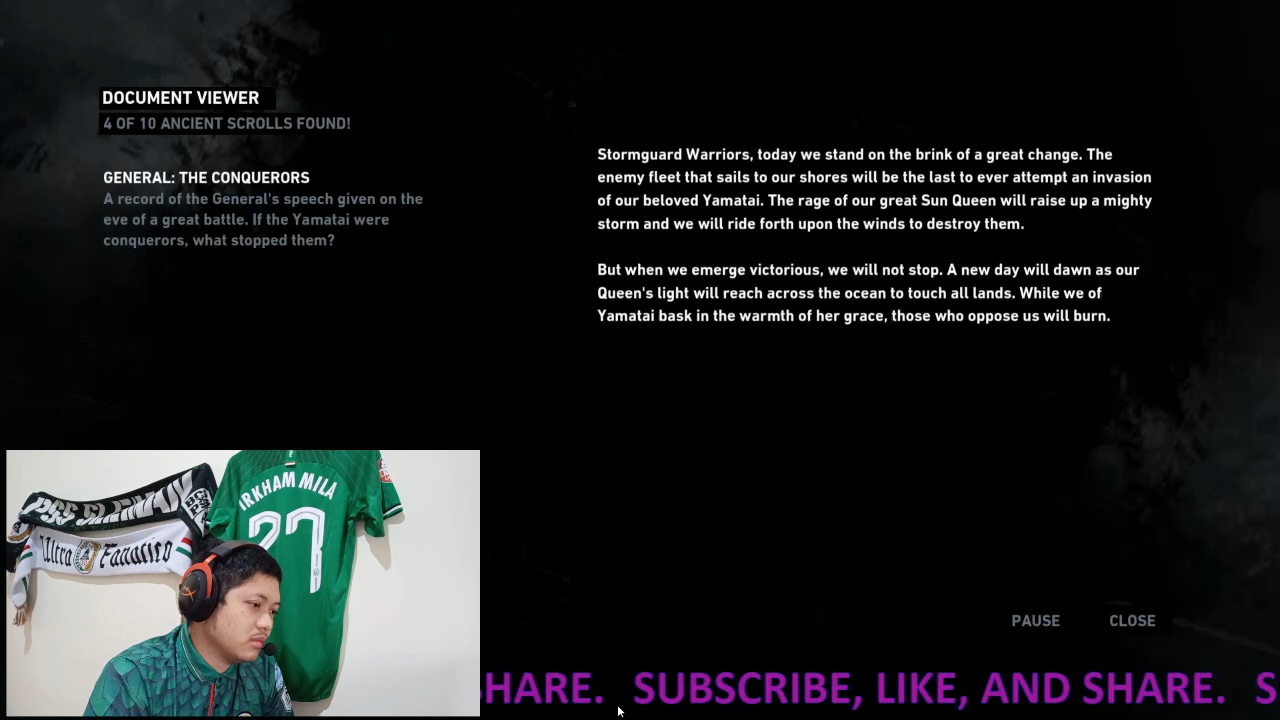 DOCUMENT VIEWER
4 OF 10 ANCIENT SCROLLS FOUND!
GENERAL: THE CONQUERORS
A record of the General's speech given on the
eve of a great battle. If the Yamatai were
conquerors, what stopped them?
Stormguard Warriors, today we stand on the brink of a great change. The
enemy fleet that sails to our shores will be the last to ever attempt an invasion
of our beloved Yamatai. The rage of our great Sun Queen will raise up a mighty
storm and we will ride forth upon the winds to destroy them.
But when we emerge victorious, we will not stop. A new day will dawn as our
Queen's light will reach across the ocean to touch all lands. While we of
Yamatai bask in the warmth of her grace, those who oppose us will burn.
PSS SLEMAN
Ultra Fanatico
IRKHAM MILA
27
PAUSE CLOSE
SHARE. SUBSCRIBE, LIKE, AND SHARE. S